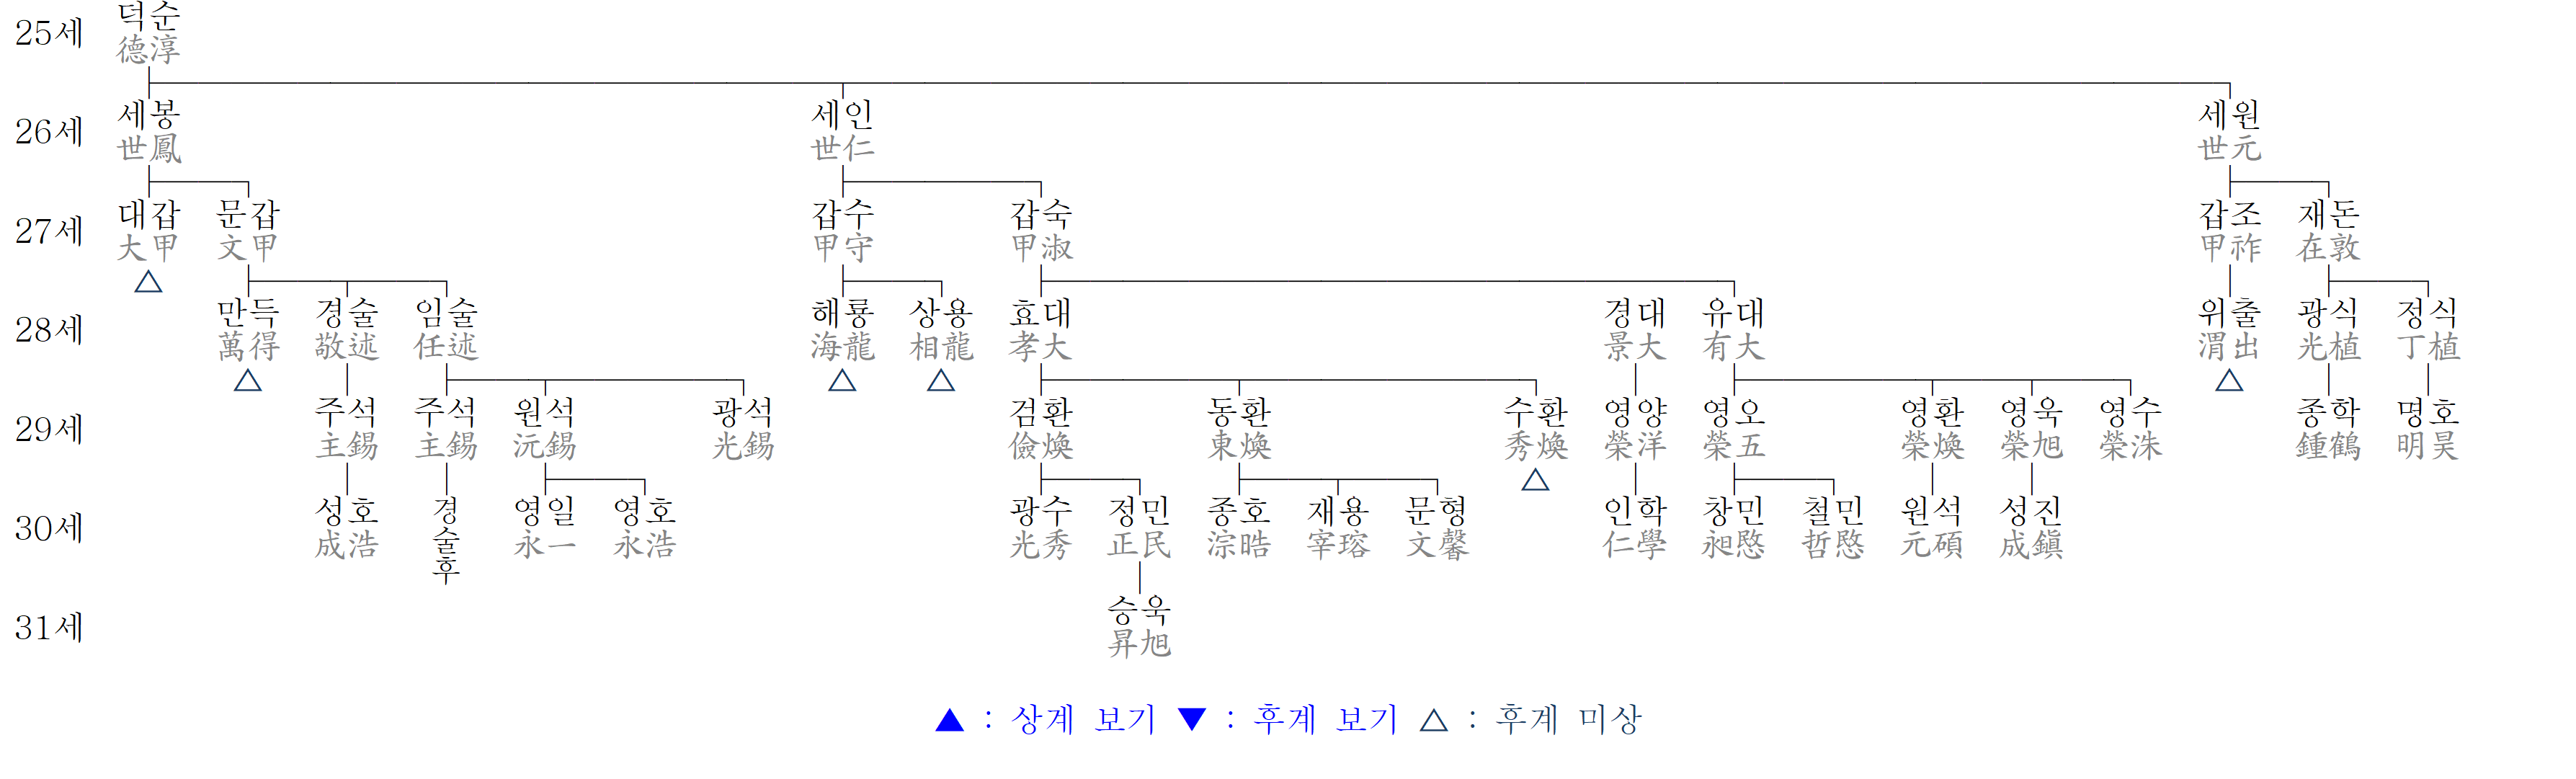 25세 덕순
德淳
26세 세봉 세인 세원
世鳳 世仁 世元
27세 대갑 문갑 갑수 갑숙 갑조 재돈
大甲 文甲 甲守 甲淑 甲祚 在敦
△
28세 만득 경술 임술 해룡 상용 효대 경대 유대 위출 광식 정식
萬得 敬述 任述 海龍 相龍 孝大 景大 有大 渭出 光植 丁植
△ △ △ △
29세 주석 주석 원석 광석 검환 동환 수환 영양 영오 영환 영욱 영수 종학 명호
主錫 主錫 沅錫 光錫 儉煥 東煥 秀煥 榮洋 榮五 榮煥 榮旭 榮洙 鍾鶴 明昊
△
30세 성호 경술후 영일 영호 광수 정민 종호 재용 문형 인학 창민 철민 원석 성진
成浩 永一 永浩 光秀 正民 淙晧 宰瑢 文馨 仁學 昶愍 哲愍 元碩 成鎭
31세 승욱
昇旭
▲ : 상계 보기 ▼ : 후계 보기 △ : 후계 미상